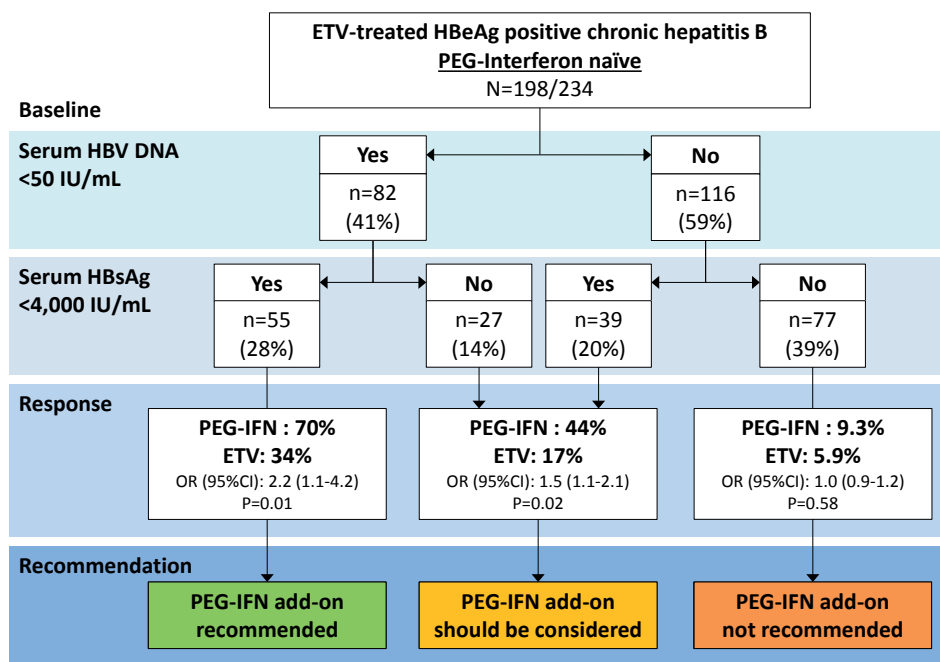 ETV-treated HBeAg positive chronic hepatitis B
PEG-Interferon naïve
N=198/234
Baseline
Serum HBV DNA
<50 IU/mL
Yes
n=82
(41%)
No
n=116
(59%)
Serum HBsAg
<4,000 IU/mL
Yes
n=55
(28%)
No
n=27
(14%)
Yes
n=39
(20%)
No
n=77
(39%)
Response
PEG-IFN : 70%
ETV: 34%
OR (95%CI): 2.2 (1.1-4.2)
P=0.01
PEG-IFN : 44%
ETV: 17%
OR (95%CI): 1.5 (1.1-2.1)
P=0.02
PEG-IFN : 9.3%
ETV: 5.9%
OR (95%CI): 1.0 (0.9-1.2)
P=0.58
Recommendation
PEG-IFN add-on
recommended
PEG-IFN add-on
should be considered
PEG-IFN add-on
not recommended